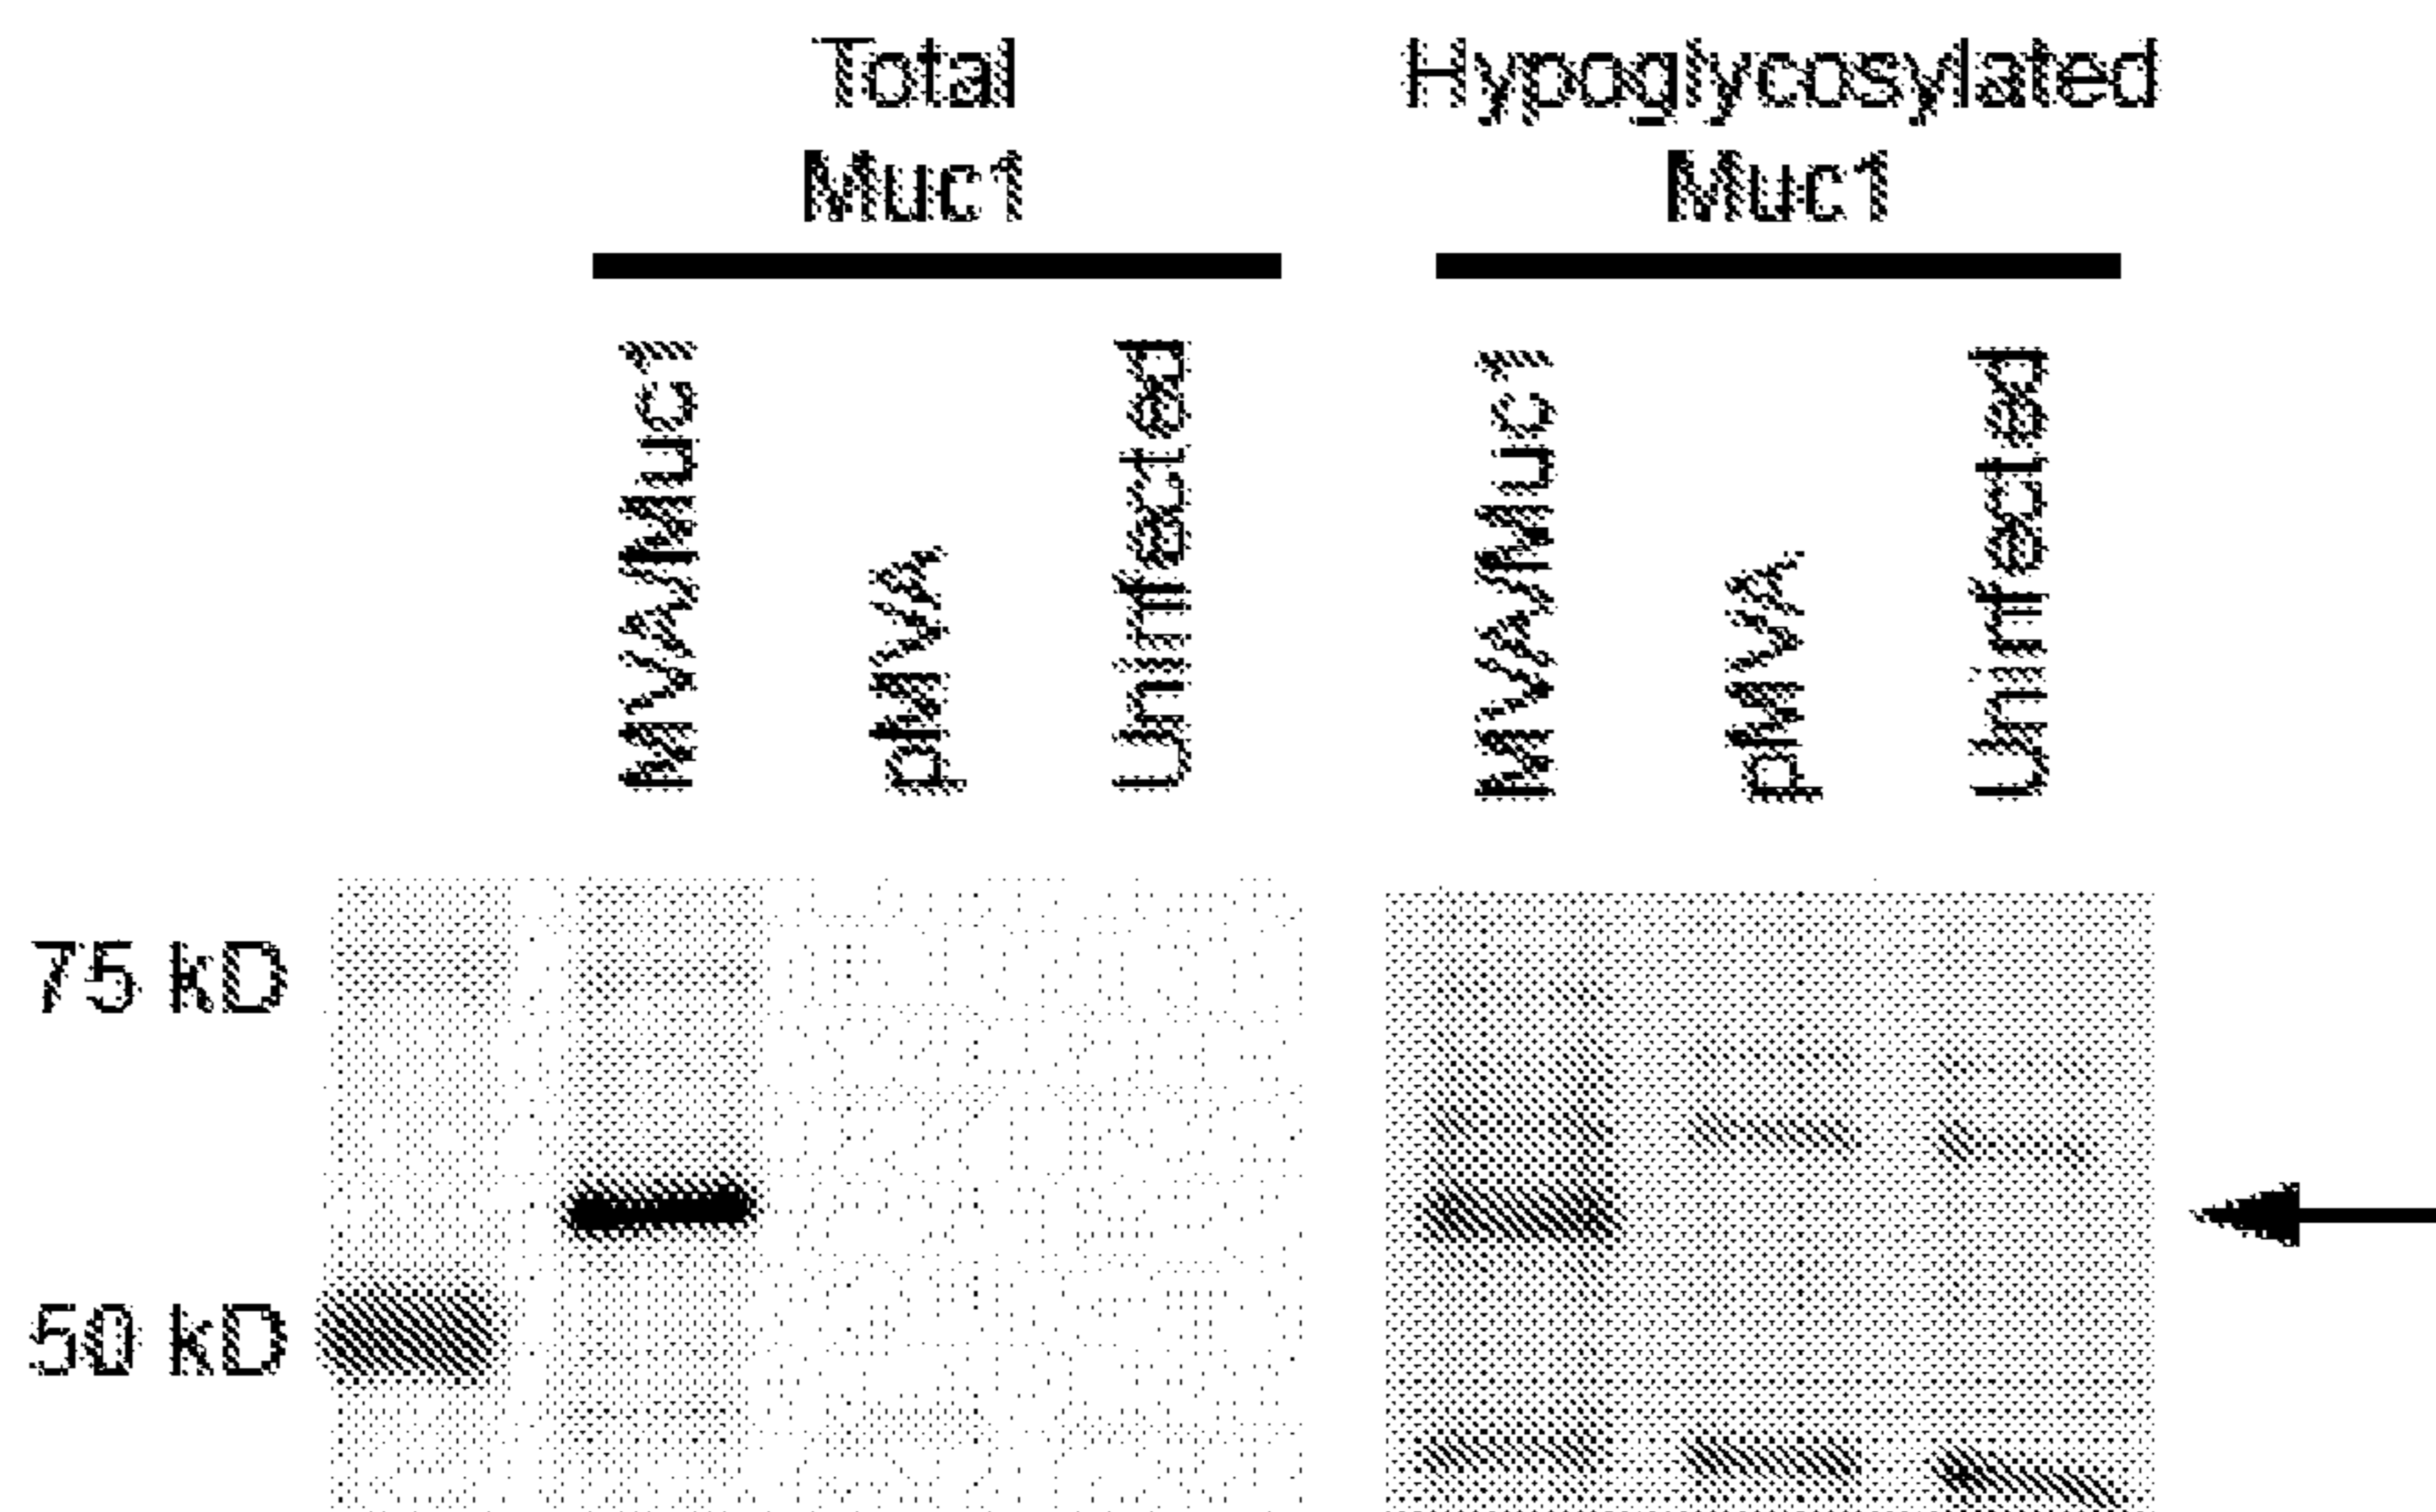 Total
Muc1
Hypoglycosylated
Muc1
MVA/Muc1
pMVA
Uninfected
MVA/Muc1
pMVA
Uninfected
75 kD
50 kD